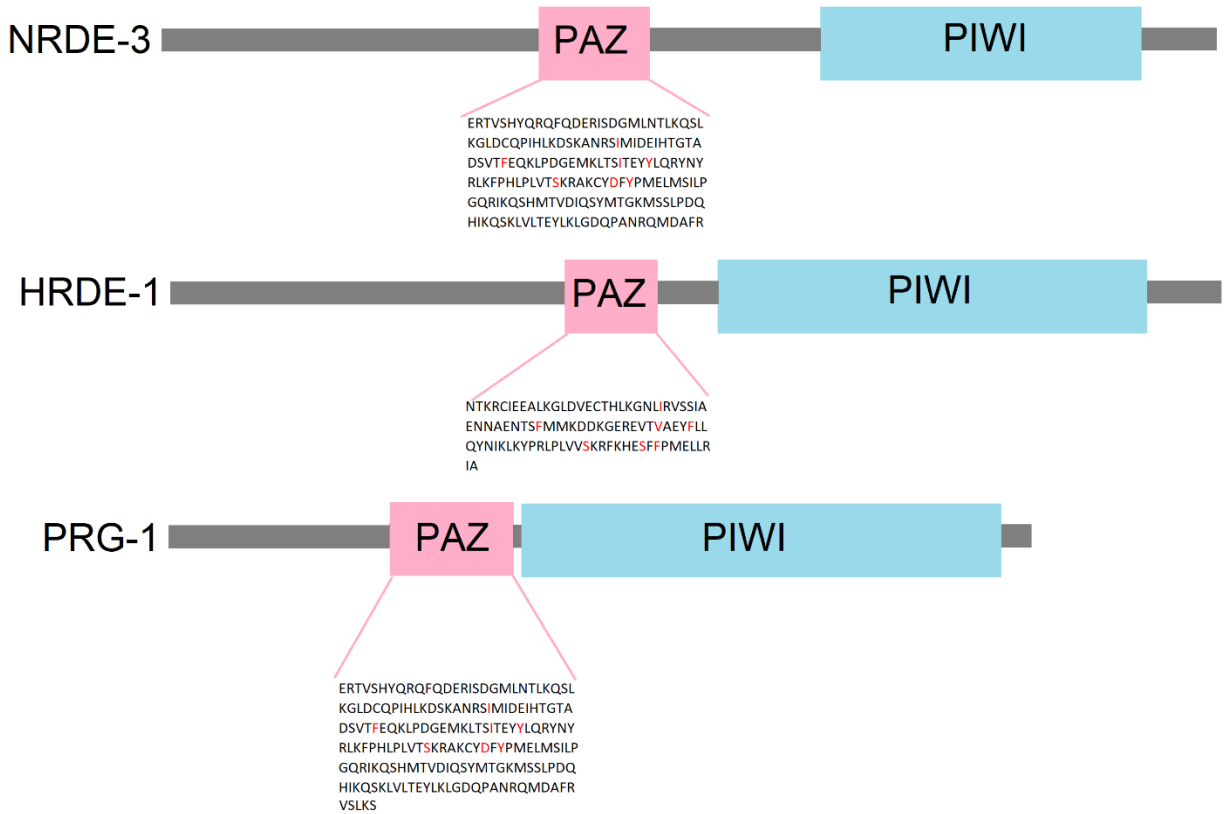 NRDE-3
PAZ
PIWI
ERTVSHYQRQFQDERISDGMLNTLKQSL
KGLDCQPIHLKDSKANRSIMIDEIHTGTA
DSVTFEQKLPDGEMKLTSITEYYLQRYNY
RLKFPHLPLVTSKRAKCYDFYPMELMSILP
GQRIKQSHMTVDIQSYMTGKMSSLPDQ
HIKQSKLVLTEYLKLGDQPANRQMDAFR
HRDE-1
PAZ
PIWI
NTKRCIEEALKGLDVECTHLKGNLIRVSSIA
ENNAENTSFMMKDDKGEREVTVAEYFLL
QYNIKLKYPRLPLVVSKRFKHESFFPMELLR
IA
PRG-1
PAZ
PIWI
ERTVSHYQRQFQDERISDGMLNTLKQSL
KGLDCQPIHLKDSKANRSIMIDEIHTGTA
DSVTFEQKLPDGEMKLTSITEYYLQRYNY
RLKFPHLPLVTSKRAKCYDFYPMELMSILP
GQRIKQSHMTVDIQSYMTGKMSSLPDQ
HIKQSKLVLTEYLKLGDQPANRQMDAFR
VSLKS